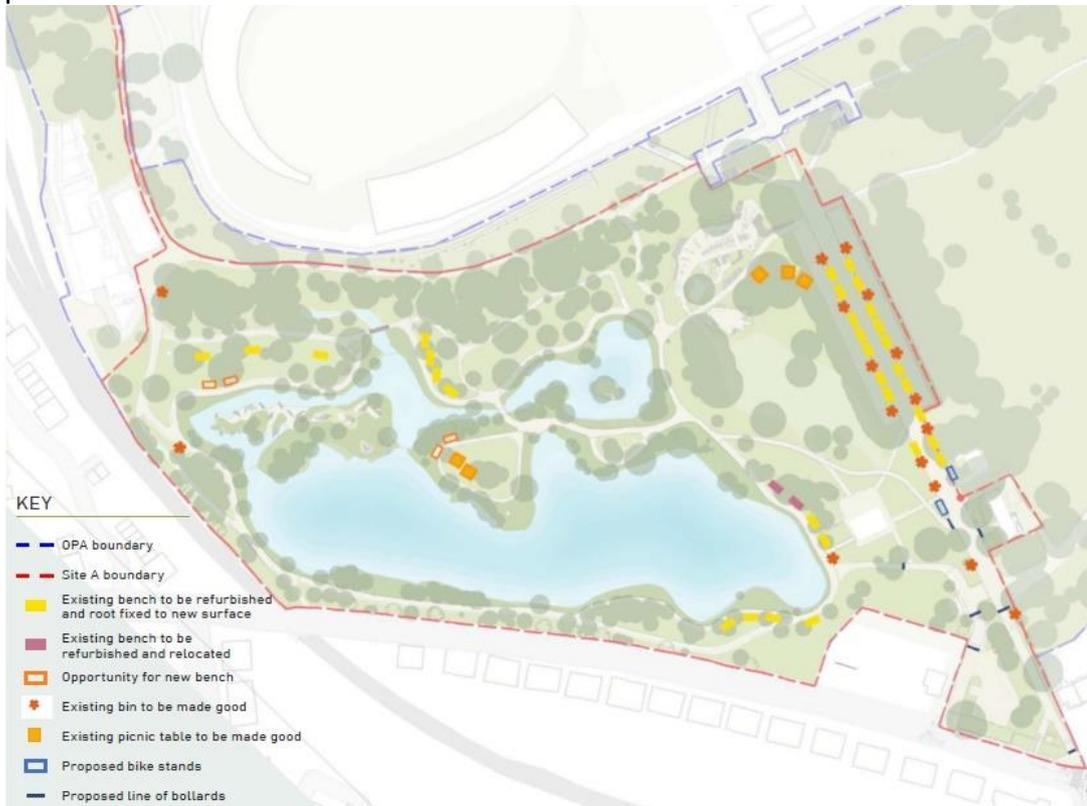 KEY
OPA boundary
Site A boundary
Existing bench to be refurbished
and root fixed to new surface
Existing bench to be
refurbished and relocated
Opportunity for new bench
Existing bin to be made good
Existing picnic table to be made good
Proposed bike stands
Proposed line of bollards